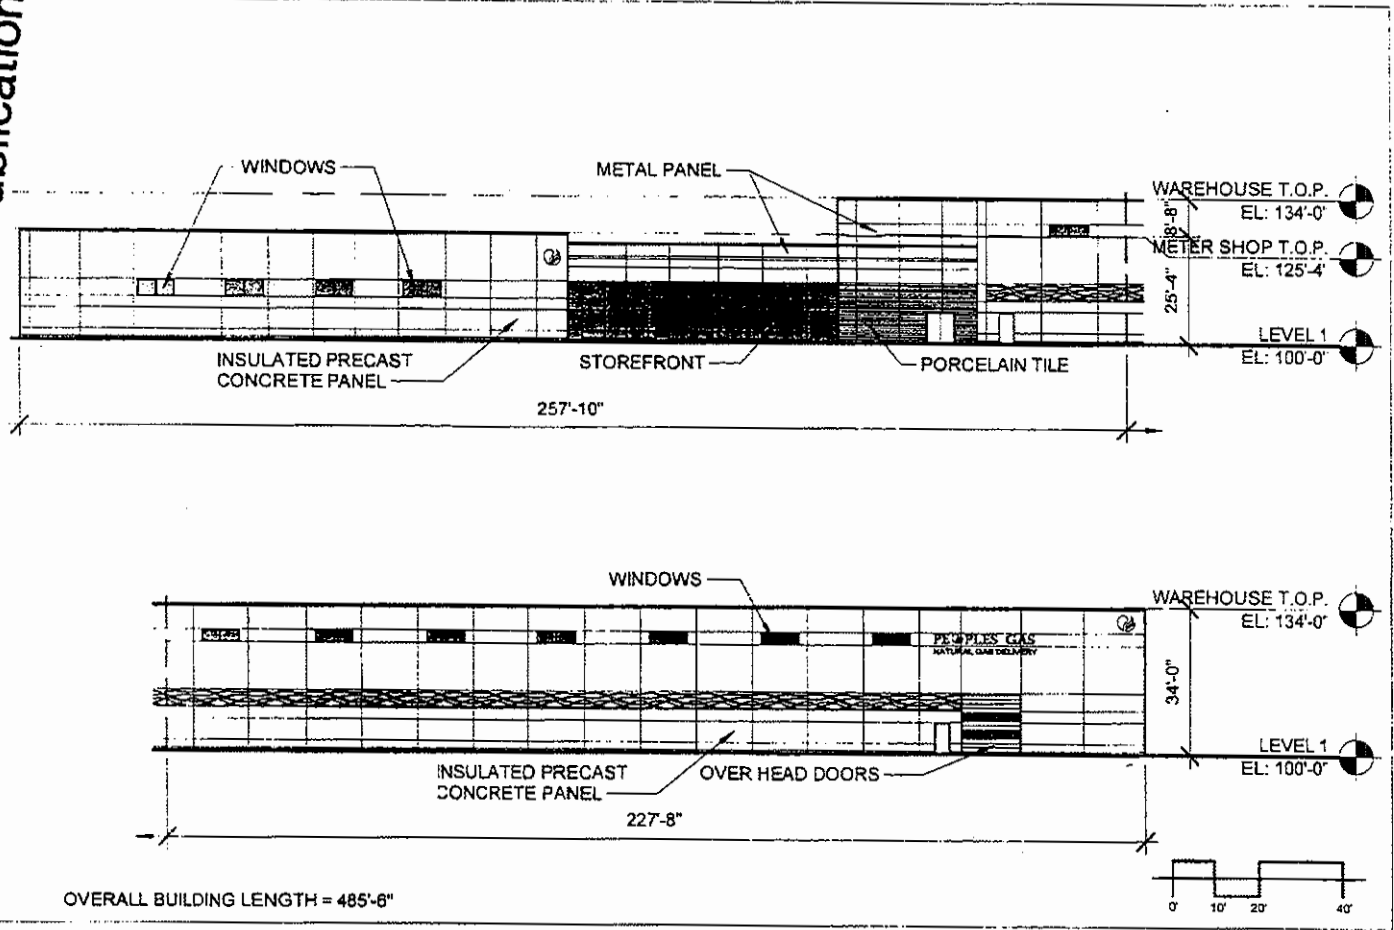 WINDOWS
METAL PANEL
WAREHOUSE T.O.P.
EL: 134'-0"
8'-8"
METER SHOP T.O.P.
EL: 125'-4"
25'-4"
LEVEL 1
EL: 100'-0"
INSULATED PRECAST
CONCRETE PANEL
STOREFRONT
PORCELAIN TILE
257'-10"
WINDOWS
WAREHOUSE T.O.P.
EL: 134'-0"
PEOPLES GAS
NATURAL GAS DELIVERY
34'-0"
LEVEL 1
EL: 100'-0"
INSULATED PRECAST
CONCRETE PANEL
OVER HEAD DOORS
227'-8"
OVERALL BUILDING LENGTH = 485'-6"
0' 10' 20' 40'